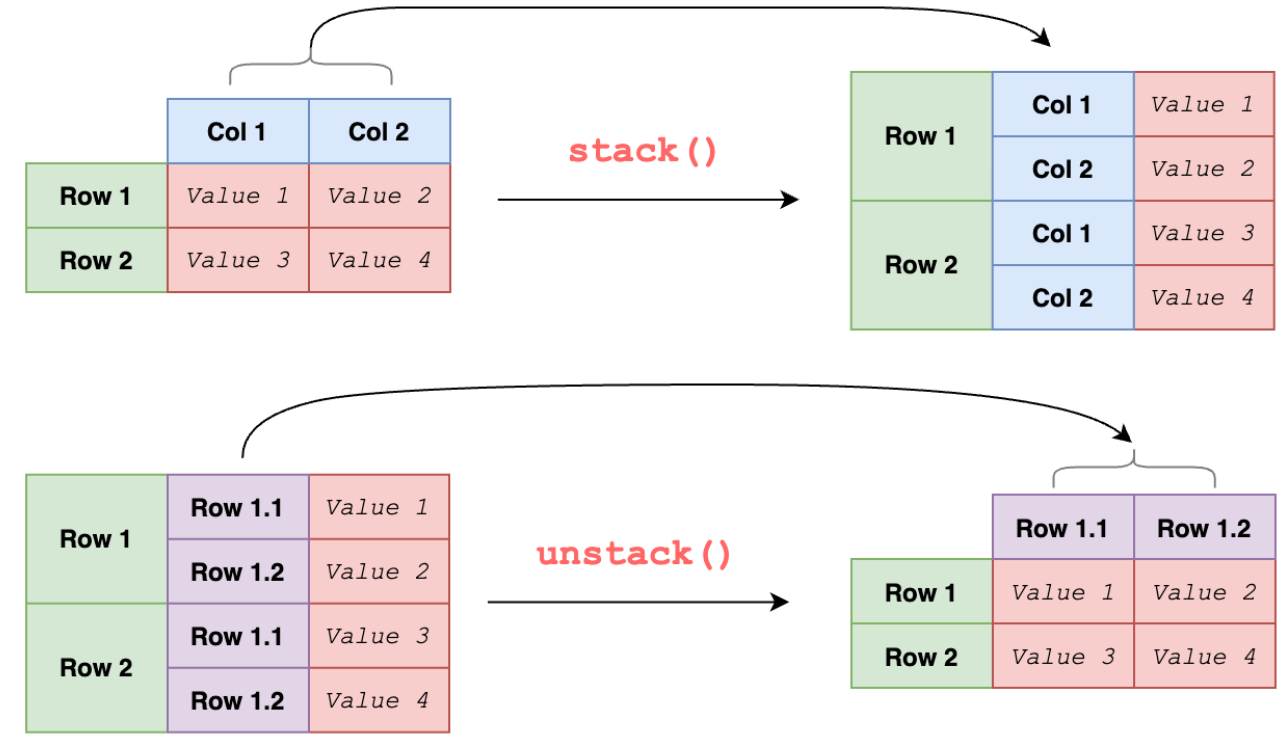 Col 1 Col 2
Row 1 Value 1 Value 2
Row 2 Value 3 Value 4
stack()
Row 1 Col 1 Value 1
Col 2 Value 2
Row 2 Col 1 Value 3
Col 2 Value 4
Row 1 Row 1.1 Value 1
Row 1.2 Value 2
Row 2 Row 1.1 Value 3
Row 1.2 Value 4
unstack()
Row 1.1 Row 1.2
Row 1 Value 1 Value 2
Row 2 Value 3 Value 4